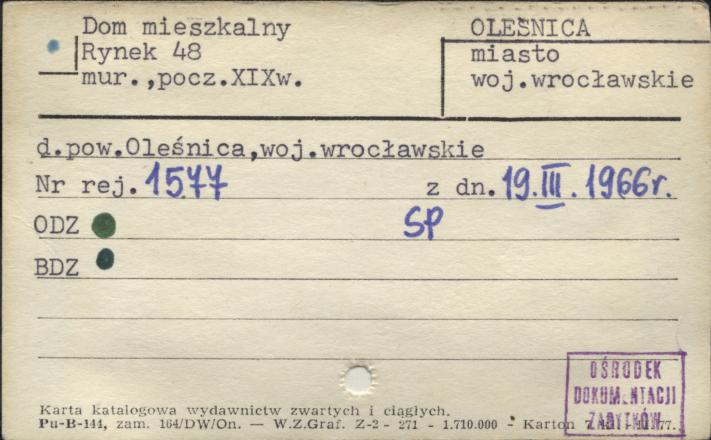 Dom mieszkalny
Rynek 48
mur.,pocz.XIXw.
OLEŚNICA
miasto
woj.wrocławskie
d.pow.Oleśnica,woj.wrocławskie
Nr rej. 1577 z dn. 19.III.1966r.
ODZ SP
BDZ
OŚRODEK
DOKUMENTACJI
ZABYTKÓW
Karta katalogowa wydawnictw zwartych i ciągłych.
Pu-B-144, zam. 164/DW/On. — W.Z.Graf. Z-2 - 271 - 1.710.000 - Karton